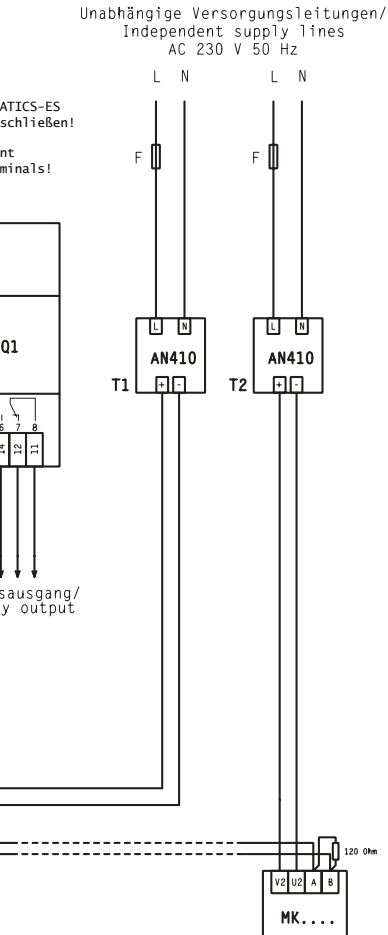 Unabhängige Versorgungsleitungen/
Independent supply lines
AC 230 V 50 Hz
L N L N
ATICS-ES
schließen!
nt
minals!
F F
L N L N
Q1
AN410 AN410
T1 + - T2 + -
6 7 8
14 12 11
sausgang/
y output
120 Ohm
V2 U2 A B
MK....